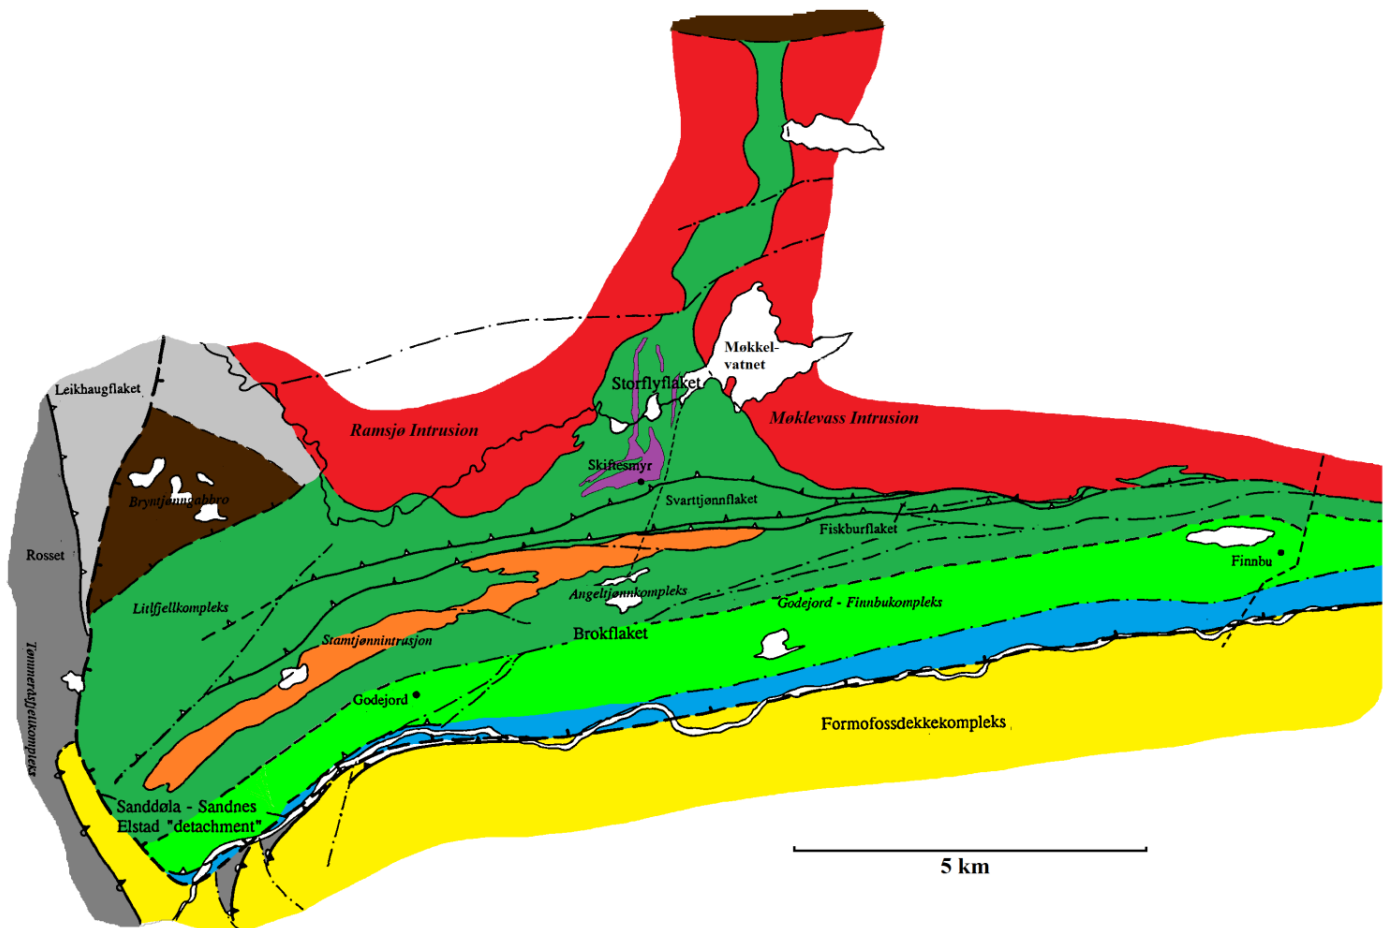 Møkkel-
vatnet
Leikhaugflaket
Storflyflaket
Ramsjø Intrusion
Møklevass Intrusion
Skiftesmyr
Bryntjønngabbro
Svarttjønnflaket
Fiskburflaket
Rosset
Finnbu
Litlfjellkompleks
Angeltjønnkompleks
Godejord - Finnbukompleks
Stamtjønnintrusjon
Brokflaket
Tømmeråsfjellkompleks
Godejord
Formofossdekkekompleks
Sanddøla - Sandnes
Elstad "detachment"
5 km